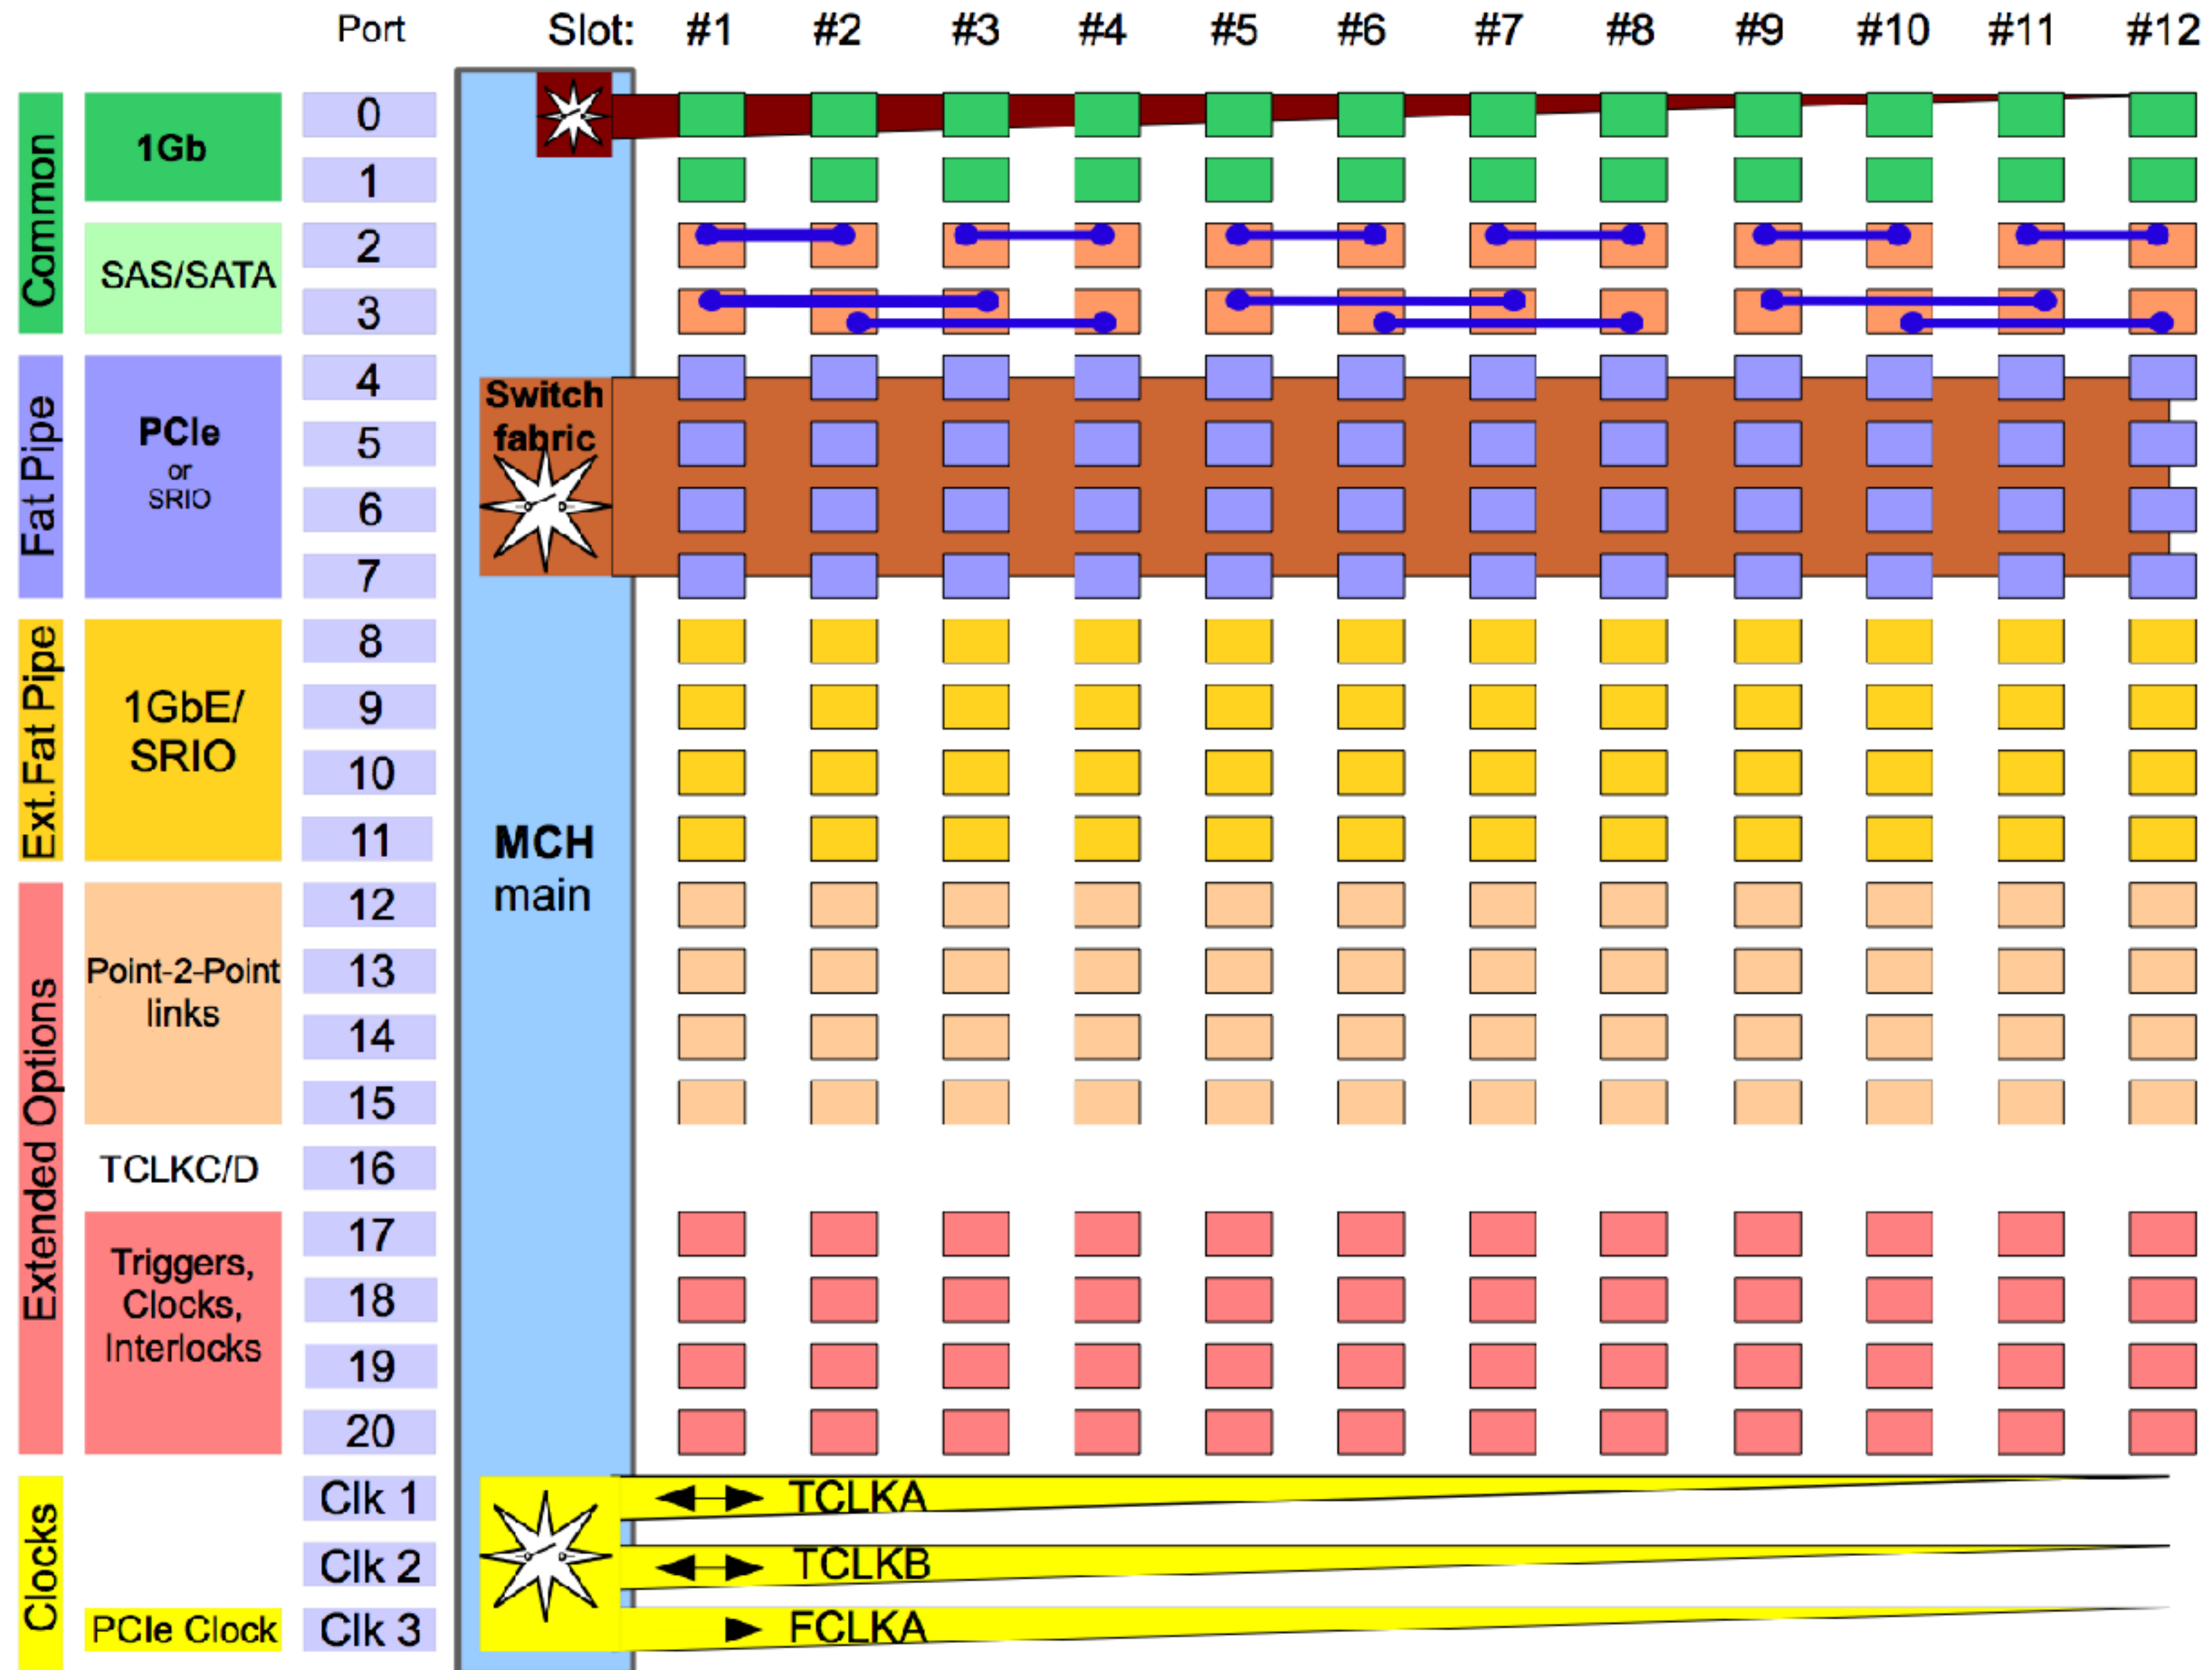 Port Slot: #1 #2 #3 #4 #5 #6 #7 #8 #9 #10 #11 #12
Common
1Gb
0
1
SAS/SATA
2
3
Fat Pipe
PCIe
or
SRIO
4
5
6
7
Switch
fabric
Ext.Fat Pipe
1GbE/
SRIO
8
9
10
11
MCH
main
Extended Options
Point-2-Point
links
12
13
14
15
TCLKC/D
16
Triggers,
Clocks,
Interlocks
17
18
19
20
Clocks
Clk 1
TCLKA
Clk 2
TCLKB
PCIe Clock
Clk 3
FCLKA